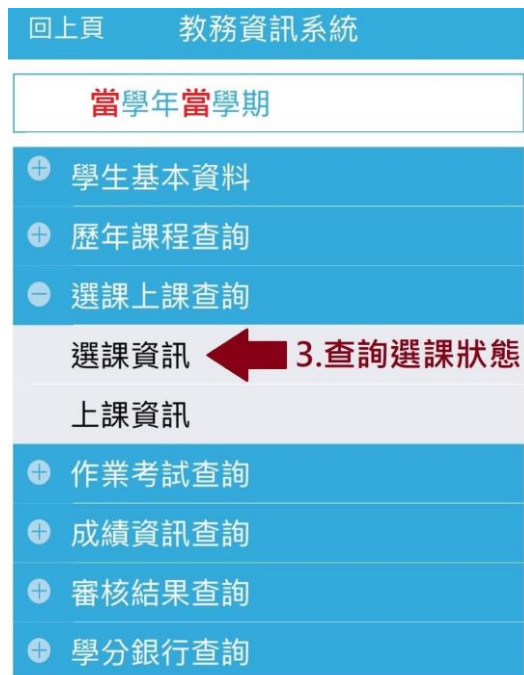 回上頁 教務資訊系統
當學年當學期
學生基本資料
歷年課程查詢
選課上課查詢
選課資訊 3.查詢選課狀態
上課資訊
作業考試查詢
成績資訊查詢
審核結果查詢
學分銀行查詢